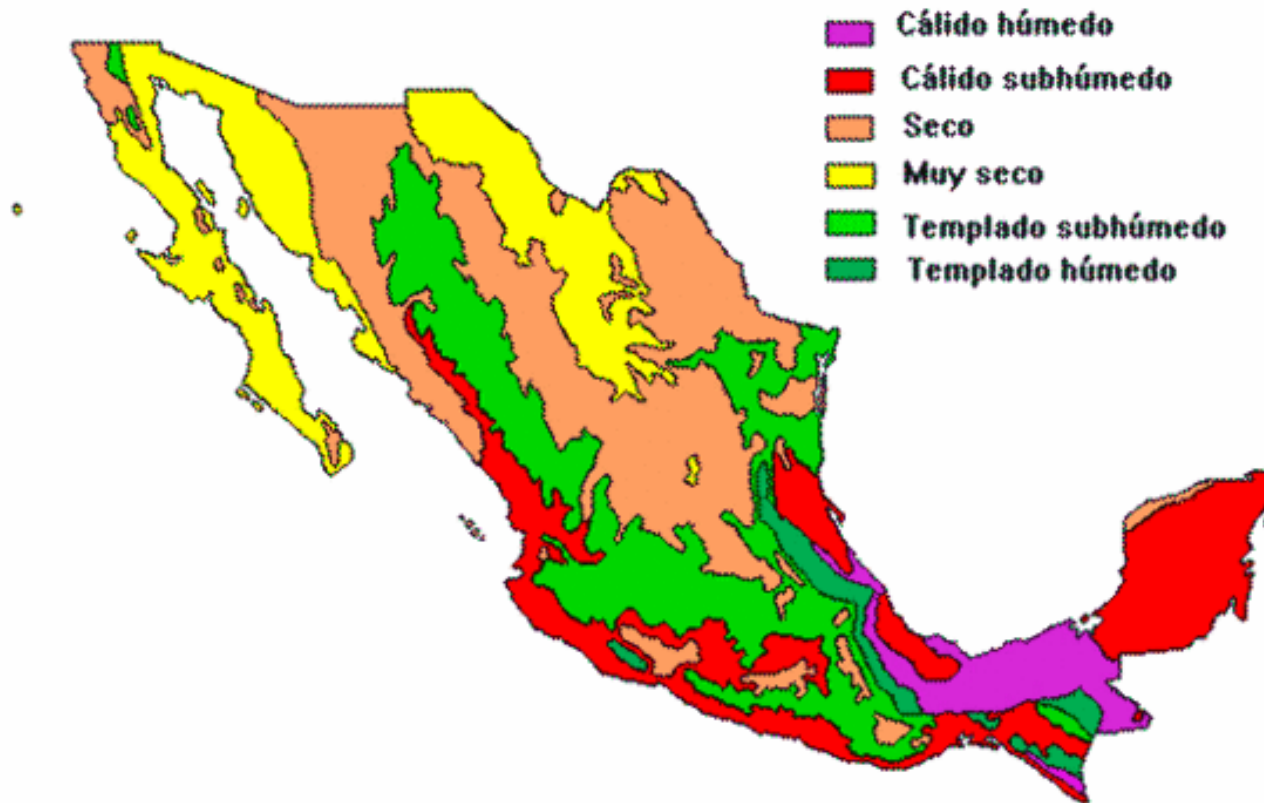 Cálido húmedo
Cálido subhúmedo
Seco
Muy seco
Templado subhúmedo
Templado húmedo